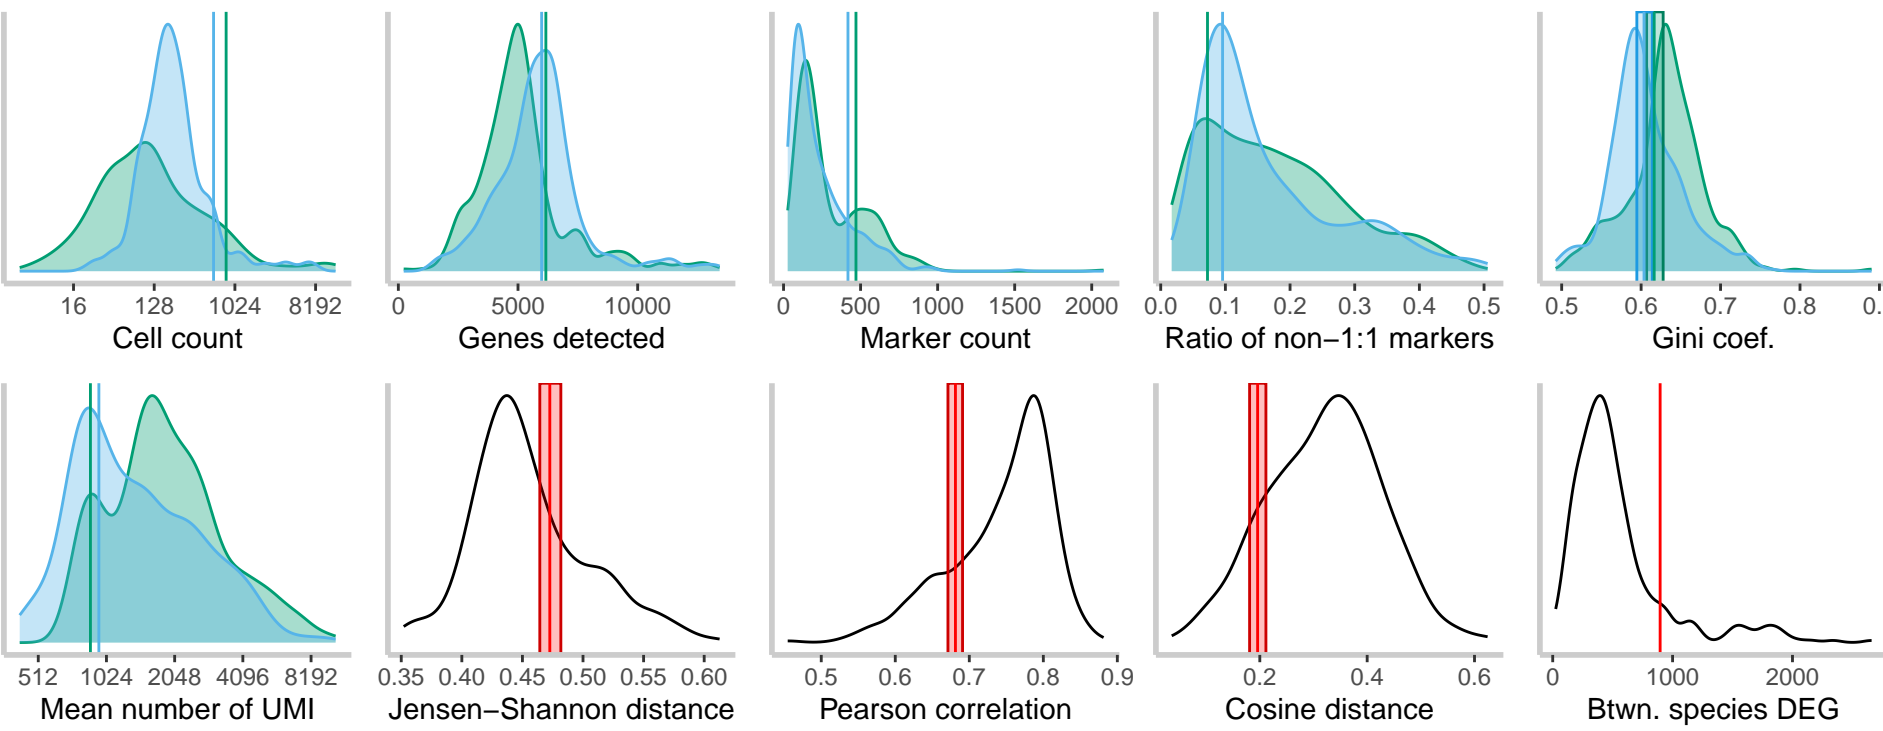 16 128 1024 8192
Cell count
0 5000 10000
Genes detected
0 500 1000 1500 2000
Marker count
0.0 0.1 0.2 0.3 0.4 0.5
Ratio of non−1:1 markers
0.5 0.6 0.7 0.8 0.
Gini coef.
512 1024 2048 4096 8192
Mean number of UMI
0.35 0.40 0.45 0.50 0.55 0.60
Jensen−Shannon distance
0.5 0.6 0.7 0.8 0.9
Pearson correlation
0.2 0.4 0.6
Cosine distance
0 1000 2000
Btwn. species DEG